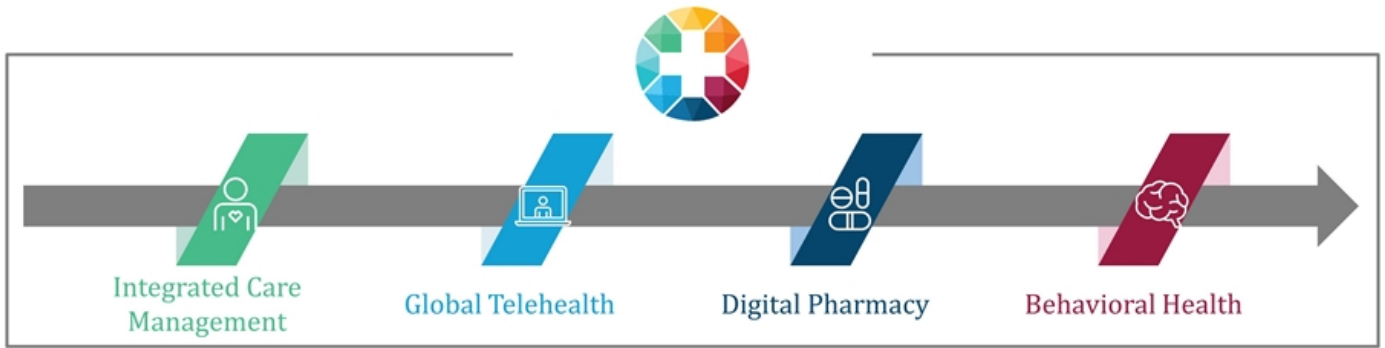 Integrated Care
Management
Global Telehealth
Digital Pharmacy
Behavioral Health